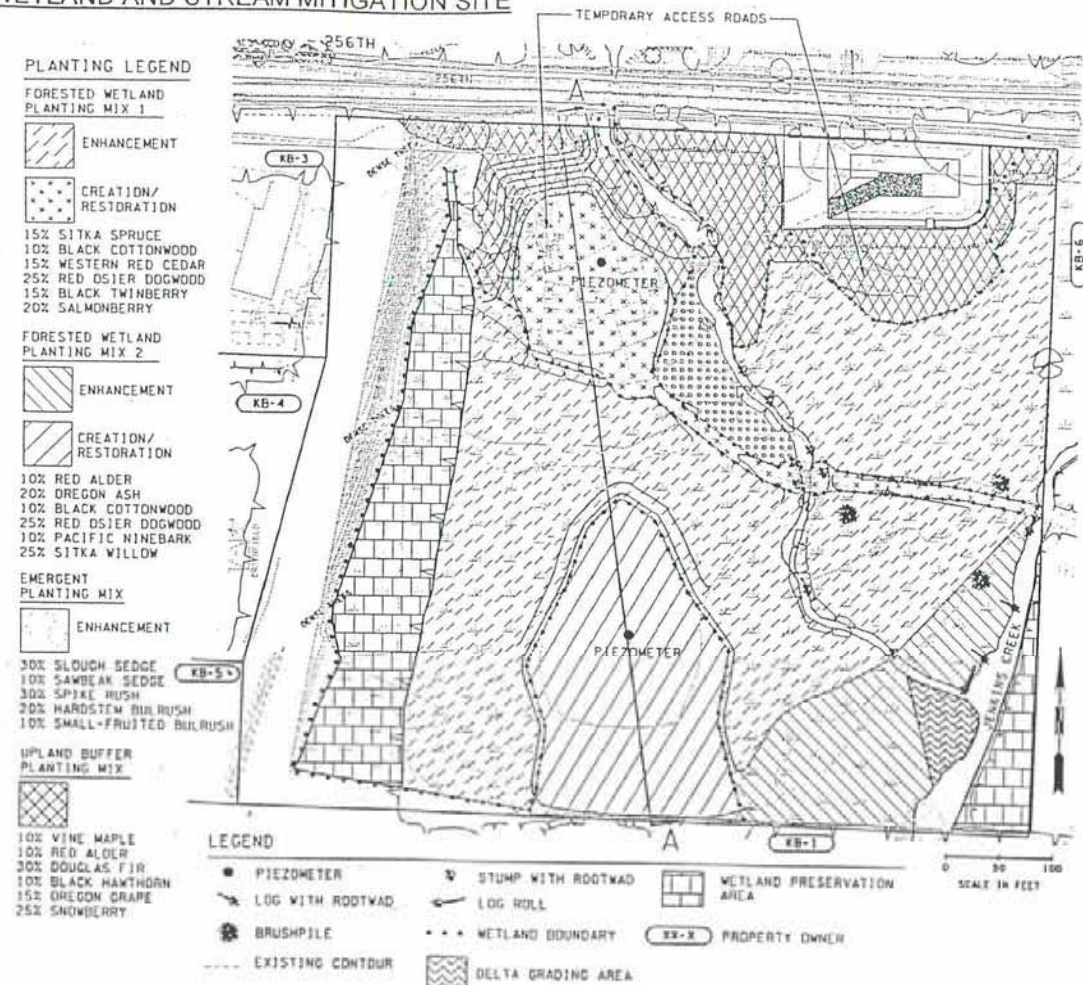 WETLAND AND STREAM MITIGATION SITE
TEMPORARY ACCESS ROADS
256TH
256TH
A
PLANTING LEGEND
FORESTED WETLAND
PLANTING MIX 1
ENHANCEMENT
CREATION/
RESTORATION
15% SITKA SPRUCE
10% BLACK COTTONWOOD
15% WESTERN RED CEDAR
25% RED OSIER DOGWOOD
15% BLACK TWINBERRY
20% SALMONBERRY
FORESTED WETLAND
PLANTING MIX 2
ENHANCEMENT
CREATION/
RESTORATION
10% RED ALDER
20% OREGON ASH
10% BLACK COTTONWOOD
25% RED OSIER DOGWOOD
10% PACIFIC NINEBARK
25% SITKA WILLOW
EMERGENT
PLANTING MIX
ENHANCEMENT
30% SLOUGH SEDGE
10% SAWBEAK SEDGE
30% SPIKE RUSH
20% HARDSTEM BULRUSH
10% SMALL-FRUITED BULRUSH
UPLAND BUFFER
PLANTING MIX
10% VINE MAPLE
10% RED ALDER
30% DOUGLAS FIR
10% BLACK HAWTHORN
15% OREGON GRAPE
25% SNOWBERRY
KB-3
KB-4
KB-5
KB-6
KB-1
PIEZOMETER
PIEZOMETER
JENKINS CREEK
N
A
LEGEND
PIEZOMETER
LOG WITH ROOTWAD
BRUSHPILE
EXISTING CONTOUR
STUMP WITH ROOTWAD
LOG ROLL
WETLAND BOUNDARY
DELTA GRADING AREA
WETLAND PRESERVATION
AREA
XX-X PROPERTY OWNER
0 50 100
SCALE IN FEET